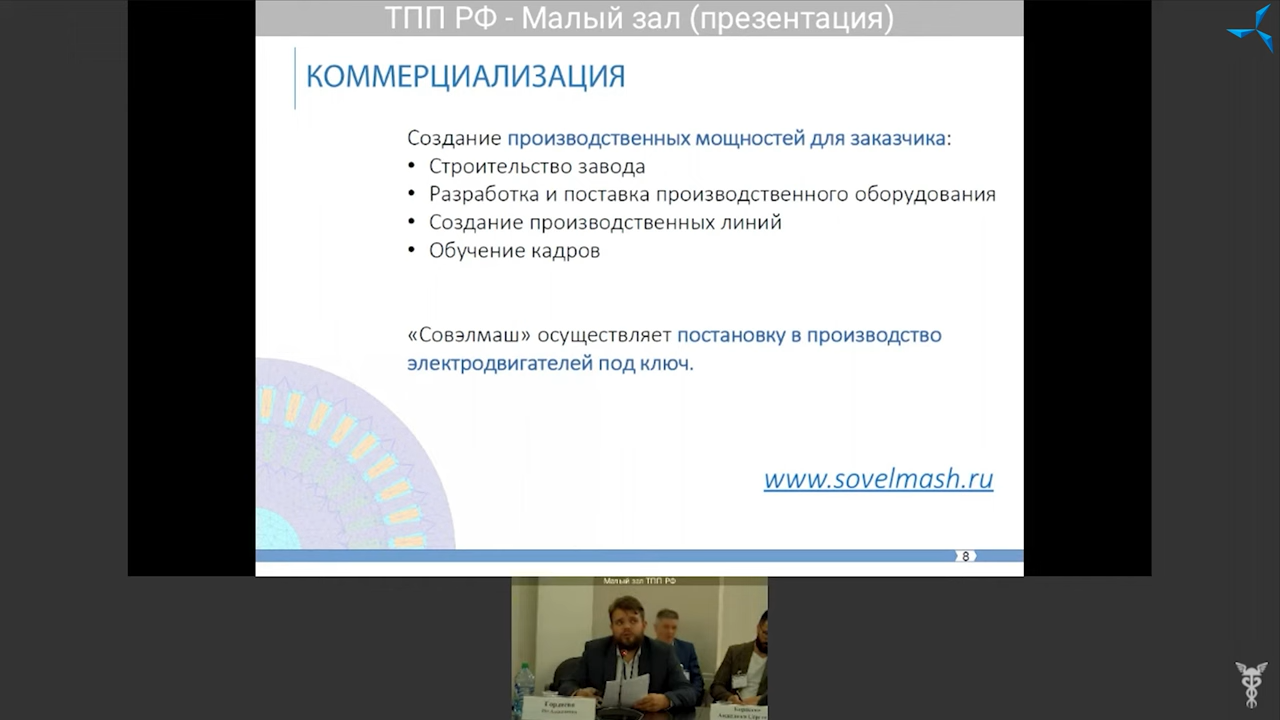 ТПП РФ - Малый зал (презентация)
КОММЕРЦИАЛИЗАЦИЯ
Создание производственных мощностей для заказчика:
• Строительство завода
• Разработка и поставка производственного оборудования
• Создание производственных линий
• Обучение кадров
«Совэлмаш» осуществляет постановку в производство
электродвигателей под ключ.
www.sovelmash.ru
8
Малый зал ТПП РФ